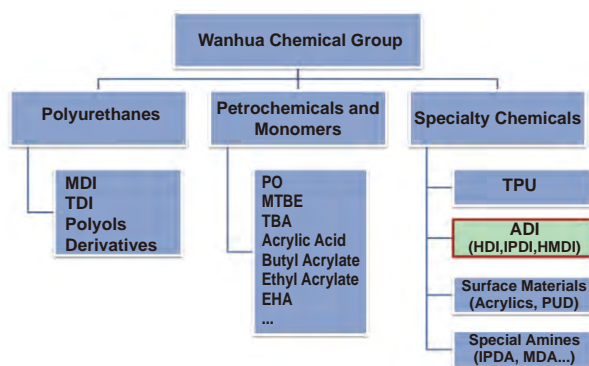 Wanhua Chemical Group
Polyurethanes
MDI
TDI
Polyols
Derivatives
Petrochemicals and
Monomers
PO
MTBE
TBA
Acrylic Acid
Butyl Acrylate
Ethyl Acrylate
EHA
...
Specialty Chemicals
TPU
ADI
(HDI,IPDI,HMDI)
Surface Materials
(Acrylics, PUD)
Special Amines
(IPDA, MDA...)